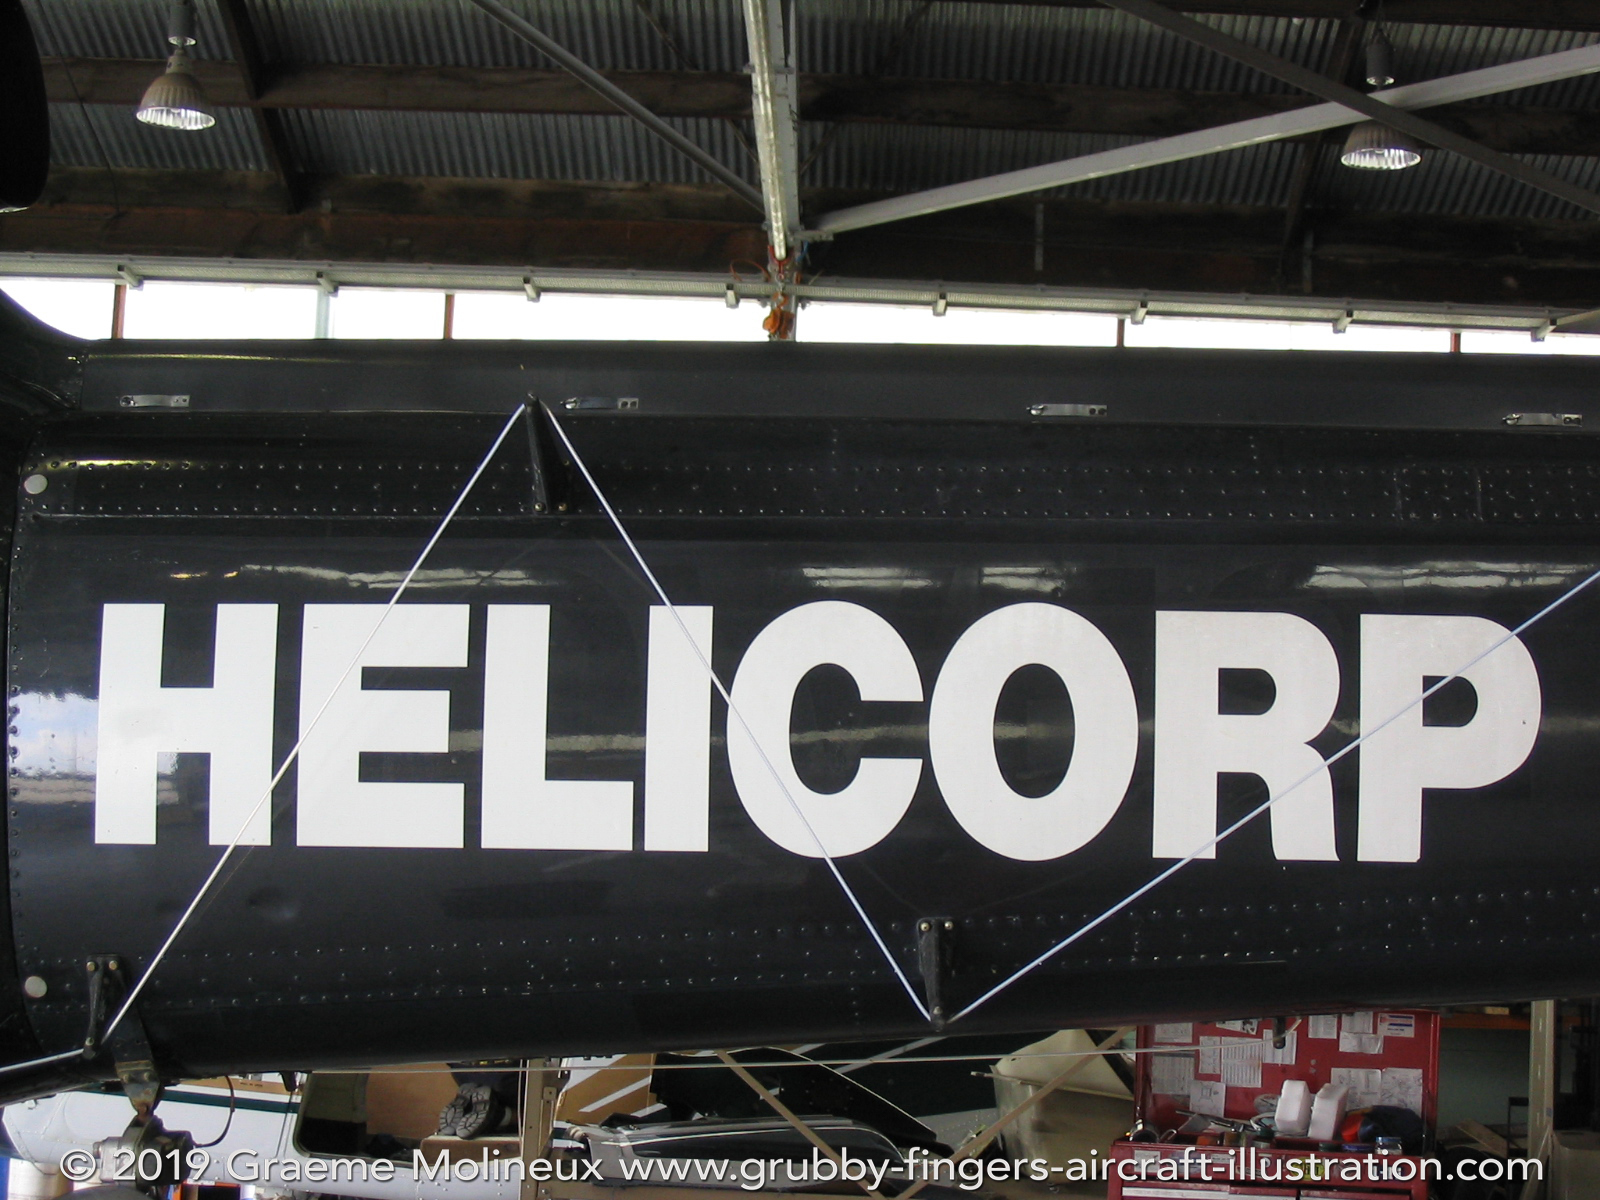 HELICORP
© 2019 Graeme Molineux www.grubby-fingers-aircraft-illustration.com